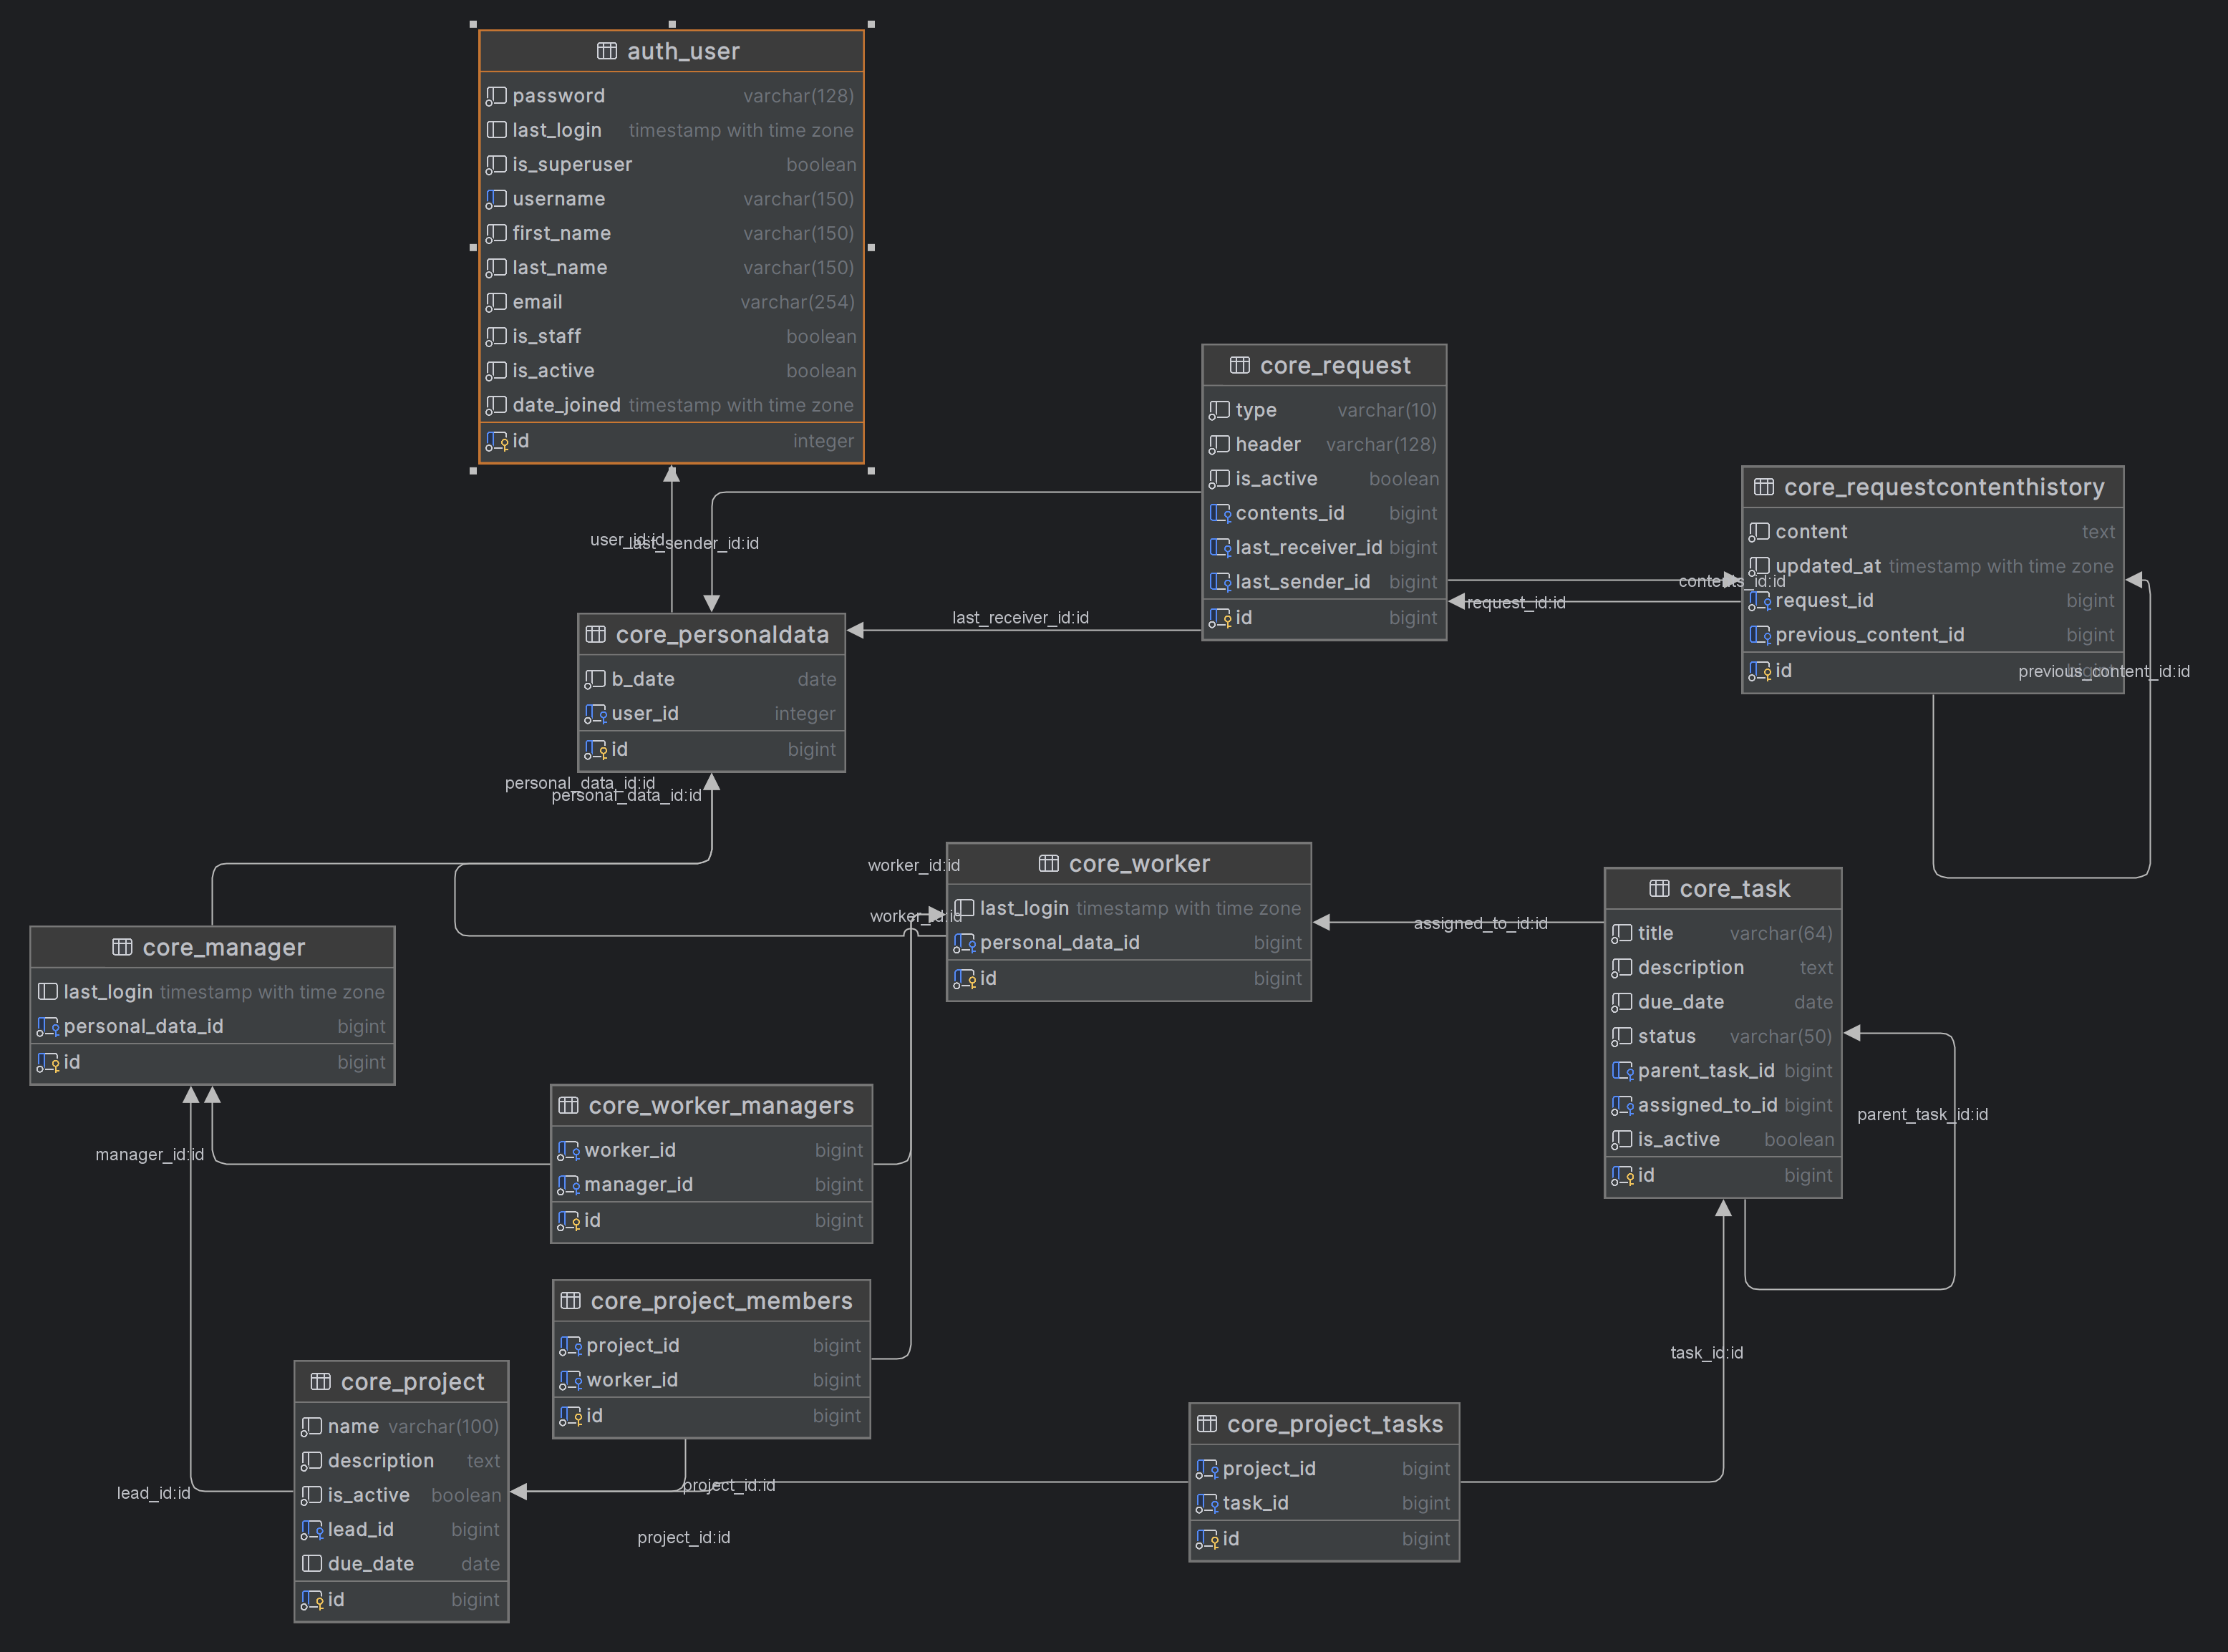 auth_user
password varchar(128)
last_login timestamp with time zone
is_superuser boolean
username varchar(150)
first_name varchar(150)
last_name varchar(150)
email varchar(254)
is_staff boolean
is_active boolean
date_joined timestamp with time zone
id integer
core_request
type varchar(10)
header varchar(128)
is_active boolean
contents_id bigint
last_receiver_id bigint
last_sender_id bigint
id bigint
core_requestcontenthistory
content text
updated_at timestamp with time zone
request_id bigint
previous_content_id bigint
id bigint
user_id:id
last_sender_id:id
last_receiver_id:id
contents_id:id
request_id:id
previous_content_id:id
core_personaldata
b_date date
user_id integer
id bigint
personal_data_id:id
personal_data_id:id
worker_id:id
worker_id:id
core_worker
last_login timestamp with time zone
personal_data_id bigint
id bigint
assigned_to_id:id
core_task
title varchar(64)
description text
due_date date
status varchar(50)
parent_task_id bigint
assigned_to_id bigint
is_active boolean
id bigint
parent_task_id:id
core_manager
last_login timestamp with time zone
personal_data_id bigint
id bigint
manager_id:id
core_worker_managers
worker_id bigint
manager_id bigint
id bigint
core_project_members
project_id bigint
worker_id bigint
id bigint
task_id:id
core_project
name varchar(100)
description text
is_active boolean
lead_id bigint
due_date date
id bigint
lead_id:id
project_id:id
project_id:id
core_project_tasks
project_id bigint
task_id bigint
id bigint